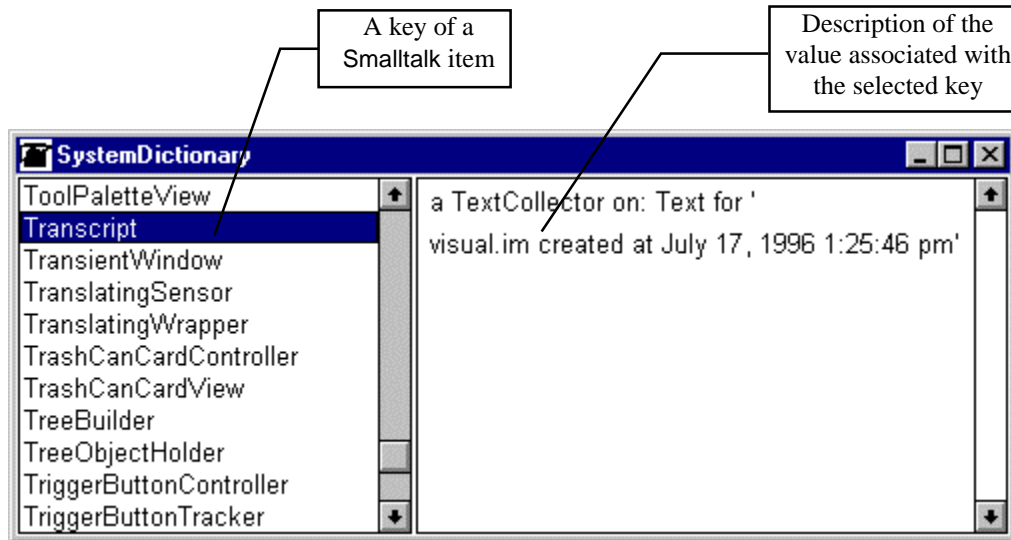 A key of a
Smalltalk item
Description of the
value associated with
the selected key
SystemDictionary
ToolPaletteView
Transcript
TransientWindow
TranslatingSensor
TranslatingWrapper
TrashCanCardController
TrashCanCardView
TreeBuilder
TreeObjectHolder
TriggerButtonController
TriggerButtonTracker
a TextCollector on: Text for '
visual.im created at July 17, 1996 1:25:46 pm'